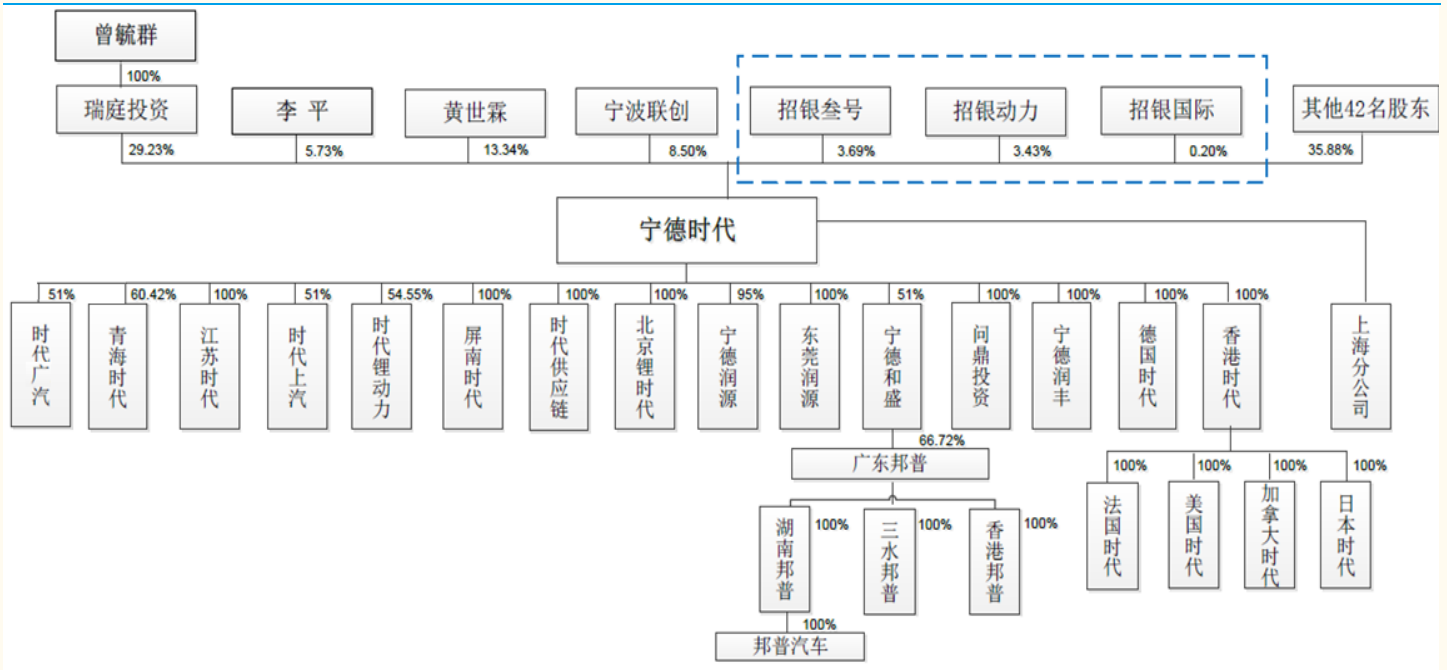 曾毓群
100%
瑞庭投资
李 平
黄世霖
宁波联创
招银叁号
招银动力
招银国际
其他42名股东
29.23%
5.73%
13.34%
8.50%
3.69%
3.43%
0.20%
35.88%
宁德时代
51%
60.42%
100%
51%
54.55%
100%
100%
100%
95%
100%
51%
100%
100%
100%
100%
时代广汽
青海时代
江苏时代
时代上汽
时代锂动力
屏南时代
时代供应链
北京锂时代
宁德润源
东莞润源
宁德和盛
问鼎投资
宁德润丰
德国时代
香港时代
上海分公司
66.72%
广东邦普
100%
100%
100%
100%
法国时代
美国时代
加拿大时代
日本时代
湖南邦普
100%
三水邦普
100%
香港邦普
100%
100%
邦普汽车